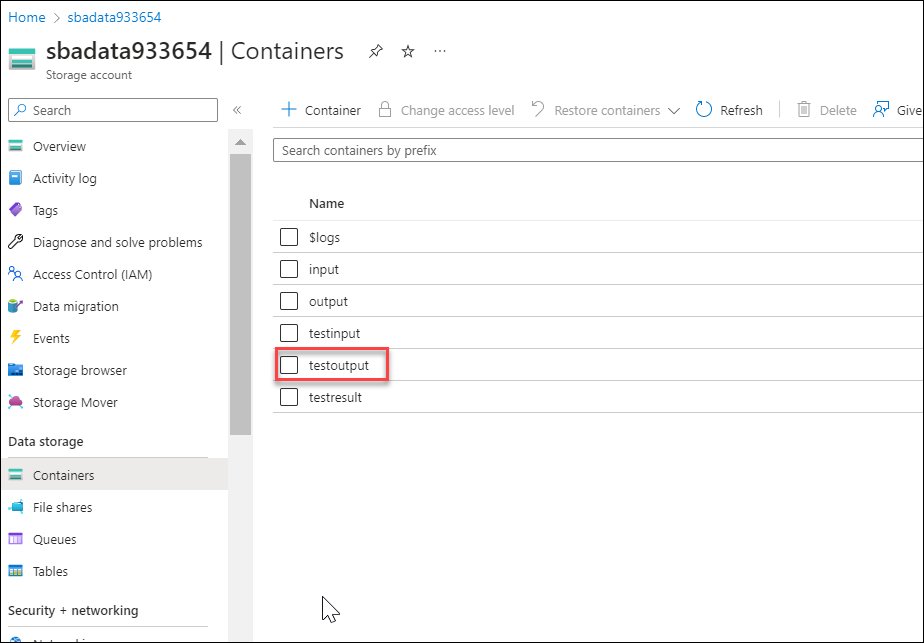 Home > sbadata933654
sbadata933654 | Containers ...
Storage account
Search «
+ Container Change access level Restore containers Refresh Delete Give
Search containers by prefix
Overview
Activity log
Tags
Diagnose and solve problems
Access Control (IAM)
Data migration
Events
Storage browser
Storage Mover
Data storage
Containers
File shares
Queues
Tables
Security + networking
Name
$logs
input
output
testinput
testoutput
testresult